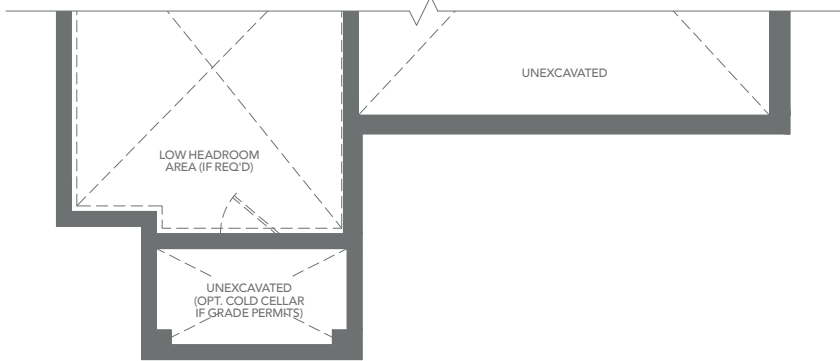 UNEXCAVATED
LOW HEADROOM
AREA (IF REQ'D)
UNEXCAVATED
(OPT. COLD CELLAR
IF GRADE PERMITS)